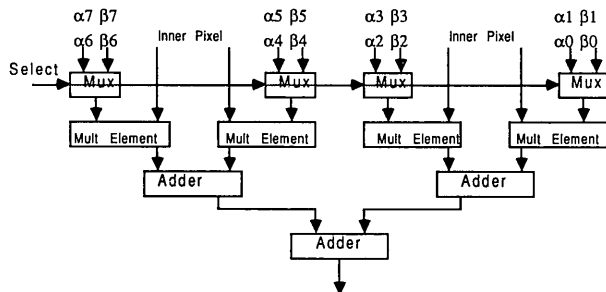 α7 β7 α5 β5 α3 β3 α1 β1
α6 β6 Inner Pixel α4 β4 α2 β2 Inner Pixel α0 β0
Select
Mux Mux Mux Mux
Mult Element Mult Element Mult Element Mult Element
Adder Adder
Adder